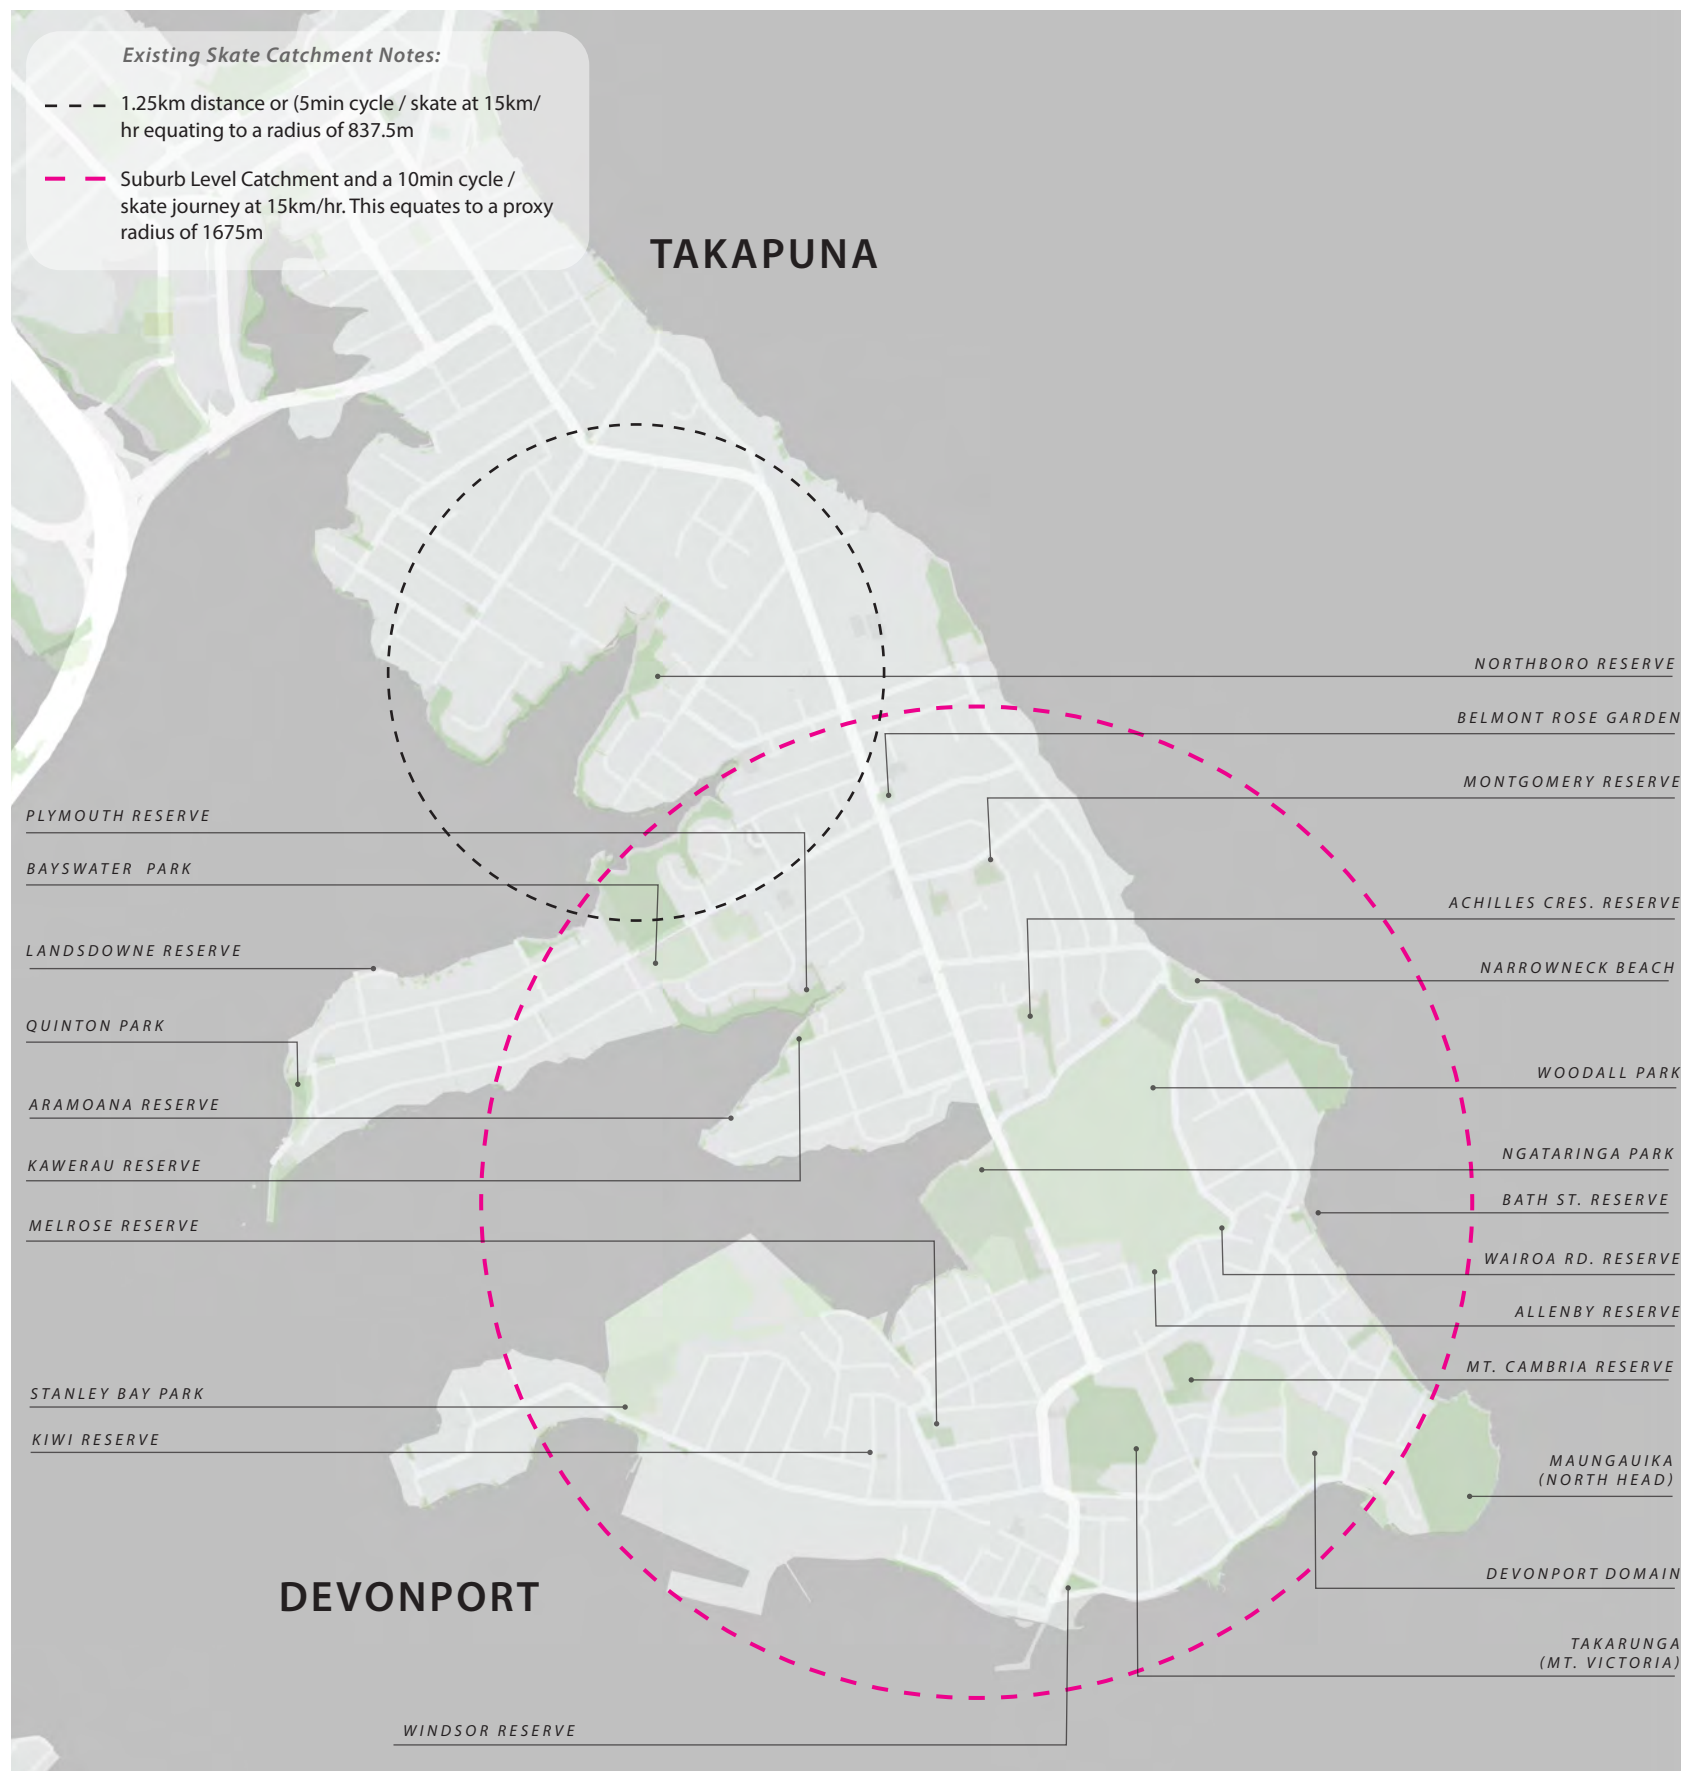 Existing Skate Catchment Notes:
1.25km distance or (5min cycle / skate at 15km/
hr equating to a radius of 837.5m
Suburb Level Catchment and a 10min cycle /
skate journey at 15km/hr. This equates to a proxy
radius of 1675m
TAKAPUNA
NORTHBORO RESERVE
BELMONT ROSE GARDEN
MONTGOMERY RESERVE
PLYMOUTH RESERVE
BAYSWATER PARK
ACHILLES CRES. RESERVE
LANDSDOWNE RESERVE
NARROWNECK BEACH
QUINTON PARK
WOODALL PARK
ARAMOANA RESERVE
NGATARINGA PARK
KAWERAU RESERVE
BATH ST. RESERVE
MELROSE RESERVE
WAIROA RD. RESERVE
ALLENBY RESERVE
MT. CAMBRIA RESERVE
STANLEY BAY PARK
KIWI RESERVE
MAUNGAUIKA
(NORTH HEAD)
DEVONPORT DOMAIN
DEVONPORT
TAKARUNGA
(MT. VICTORIA)
WINDSOR RESERVE